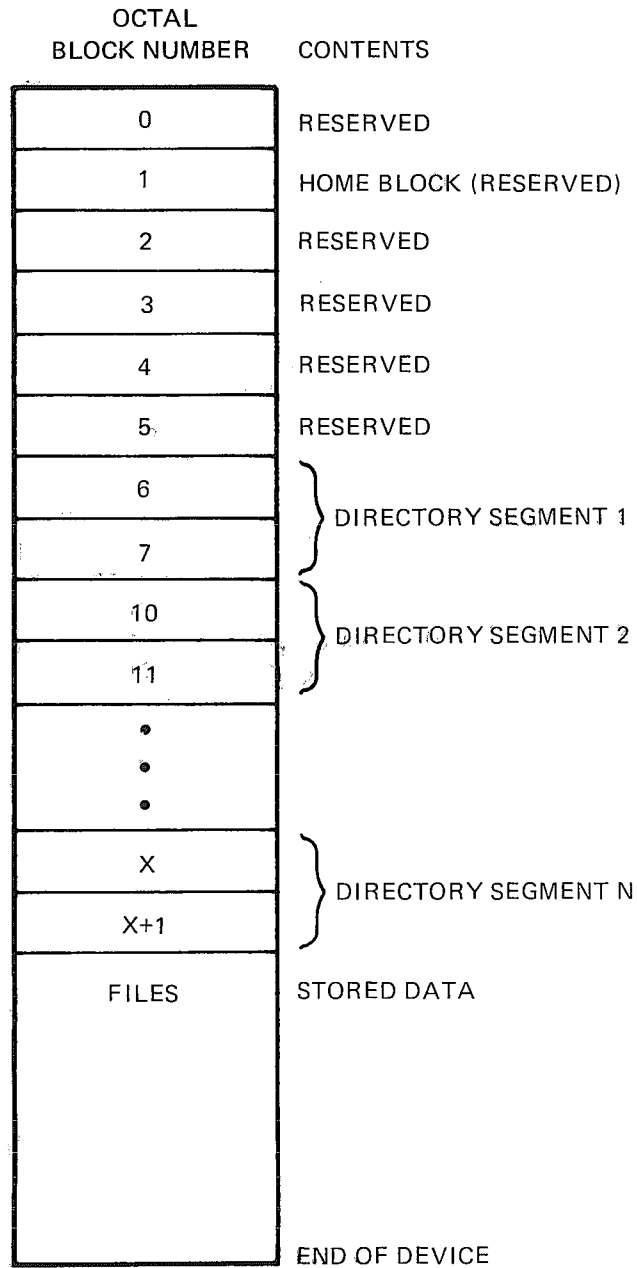 OCTAL
BLOCK NUMBER CONTENTS
0 RESERVED
1 HOME BLOCK (RESERVED)
2 RESERVED
3 RESERVED
4 RESERVED
5 RESERVED
6
DIRECTORY SEGMENT 1
7
10
DIRECTORY SEGMENT 2
11
X
DIRECTORY SEGMENT N
X+1
FILES STORED DATA
END OF DEVICE